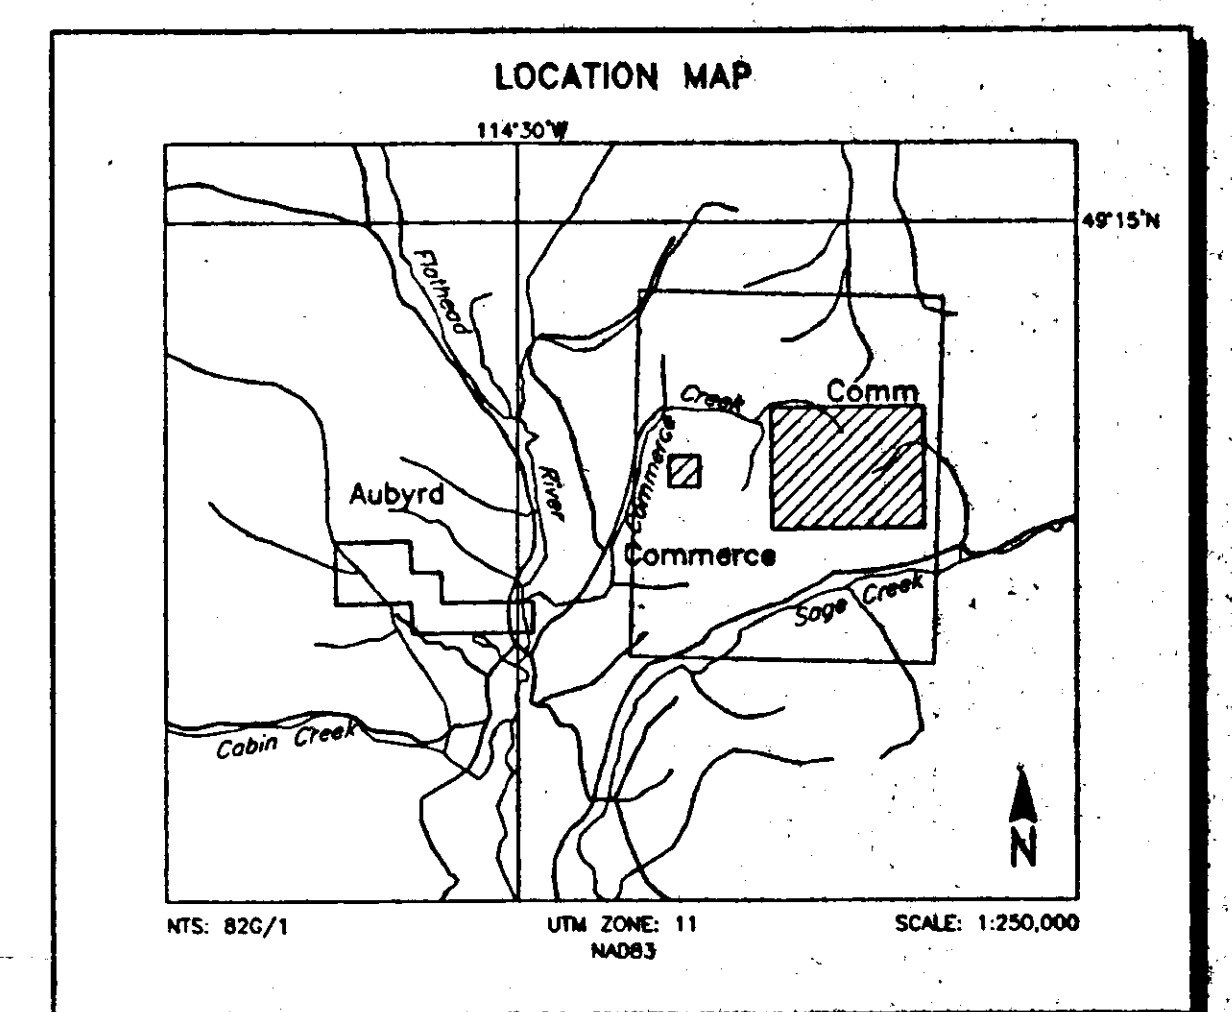 LOCATION MAP
114°30'W
49°15'N
Flathead
Creek
Comm
Commerce
River
Aubyrd
Commerce
Sage Creek
Cabin Creek
N
NTS: 82G/1
UTM ZONE: 11
SCALE: 1:250,000
NAD83